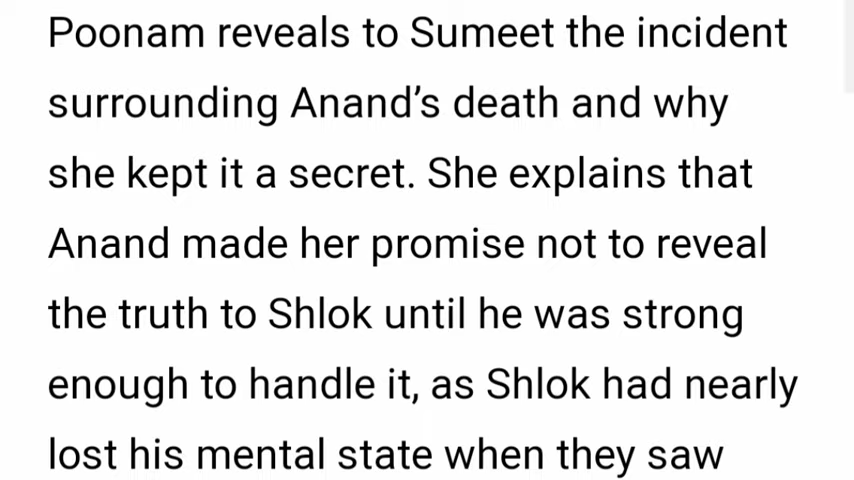 Poonam reveals to Sumeet the incident
surrounding Anand’s death and why
she kept it a secret. She explains that
Anand made her promise not to reveal
the truth to Shlok until he was strong
enough to handle it, as Shlok had nearly
lost his mental state when they saw